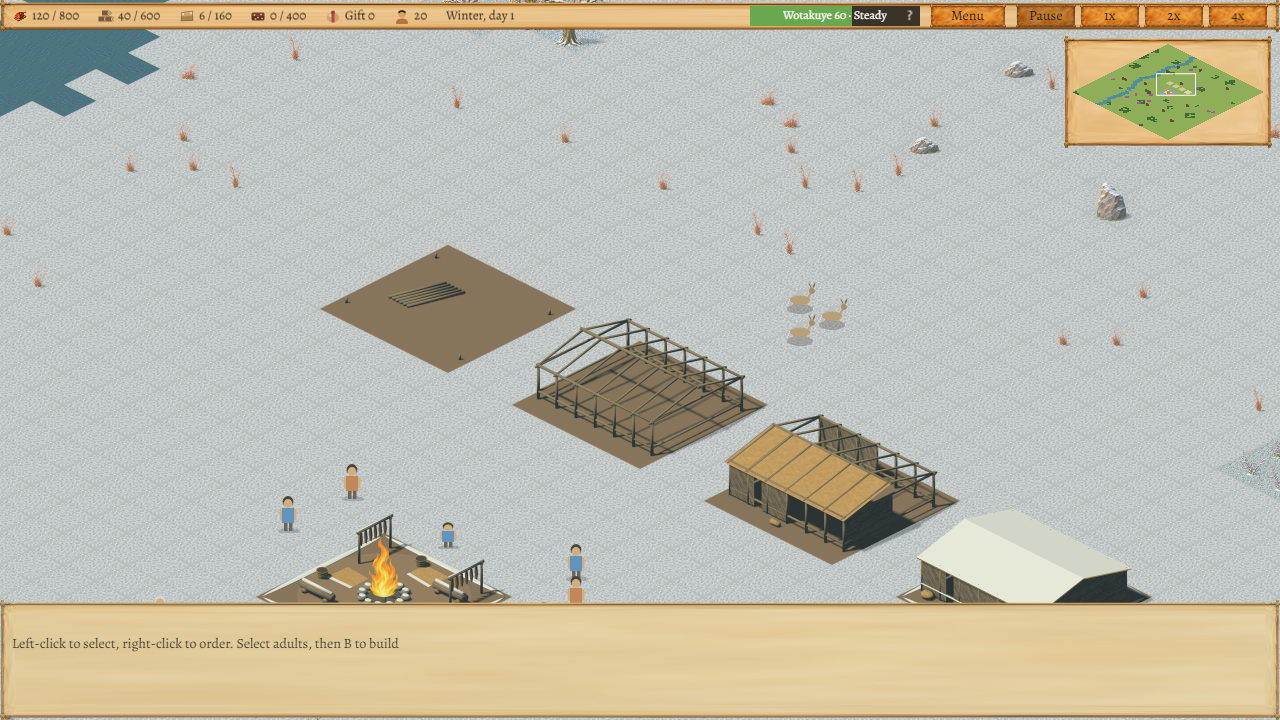 120 / 800 40 / 600 6 / 160 0 / 400 Gift 0 20 Winter, day 1 Wotakuye 60 - Steady ? Menu Pause 1x 2x 4x
Left-click to select, right-click to order. Select adults, then B to build